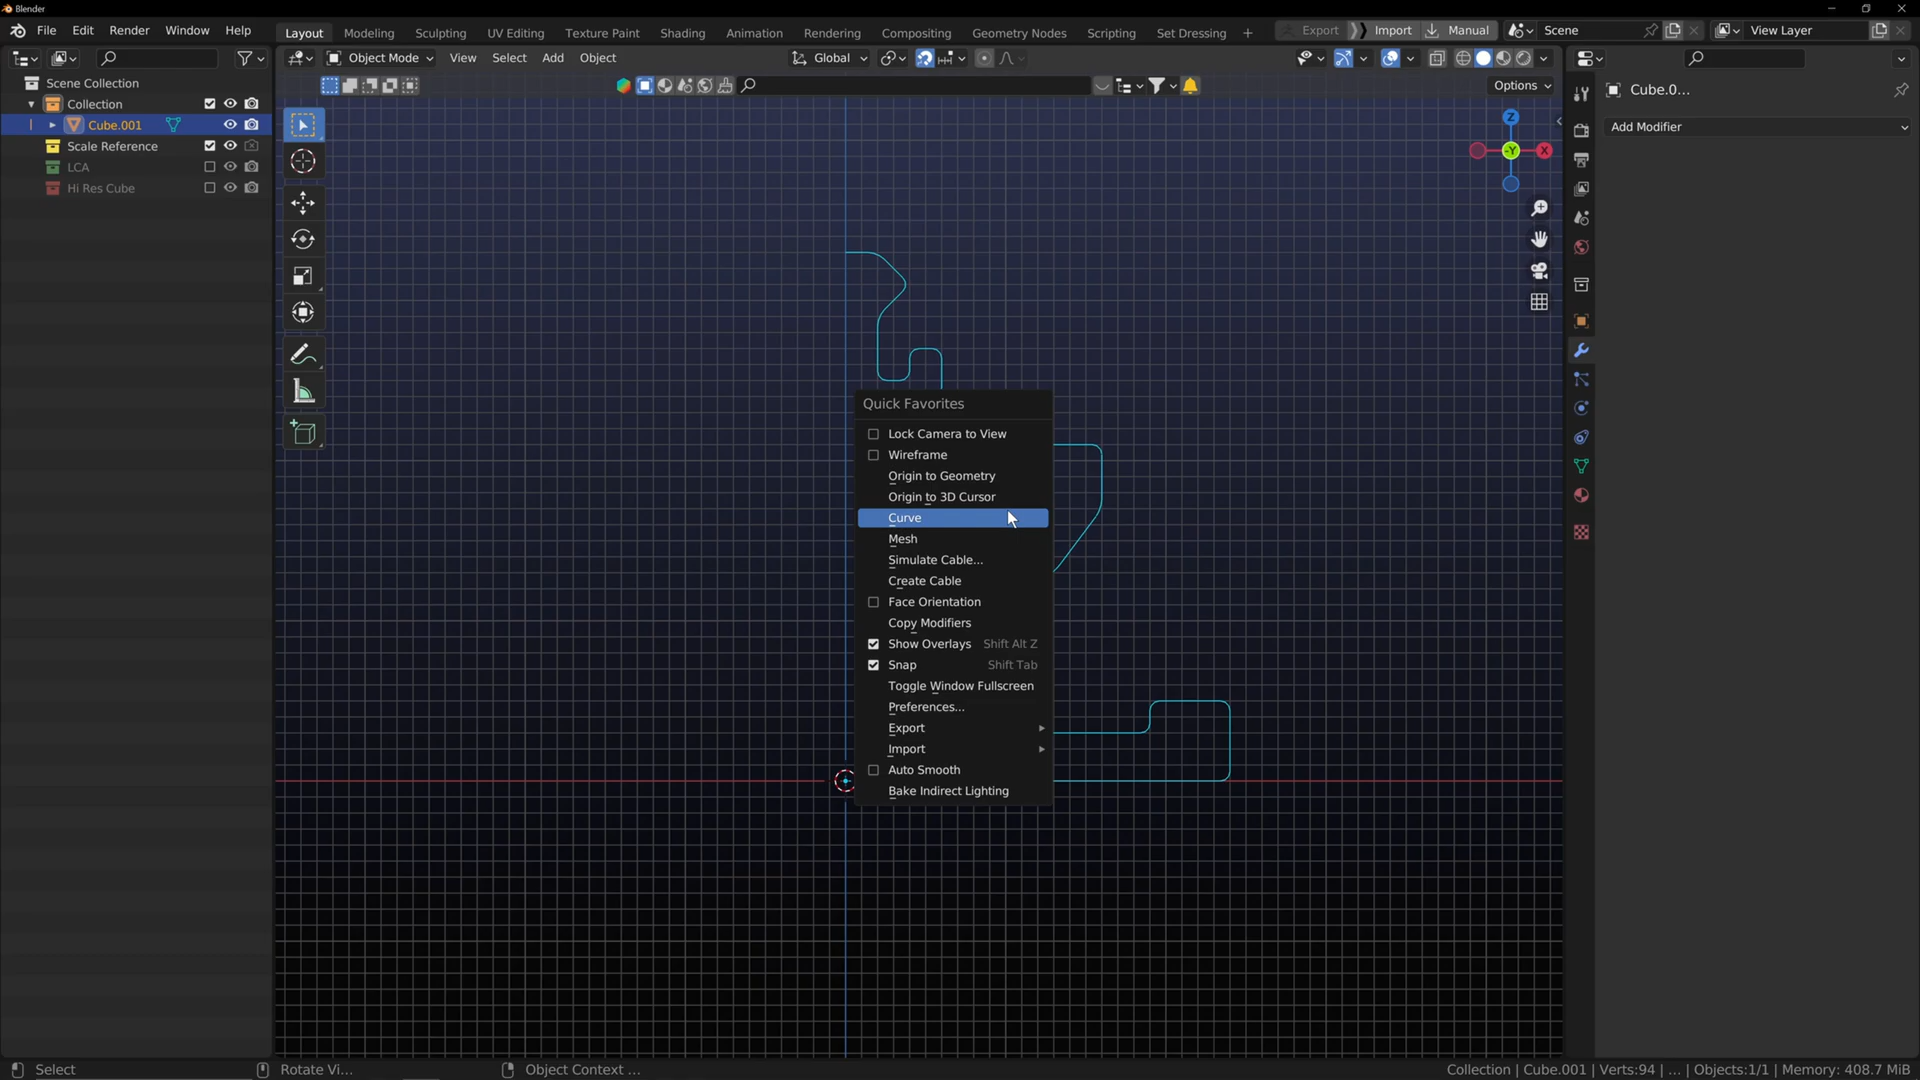 Blender
File Edit Render Window Help
Layout Modeling Sculpting UV Editing Texture Paint Shading Animation Rendering Compositing Geometry Nodes Scripting Set Dressing +
Export Import Manual Scene View Layer
Object Mode View Select Add Object Global
Options
Scene Collection
Collection
Cube.001
Scale Reference
LCA
Hi Res Cube
Z
-Y
X
Quick Favorites
Lock Camera to View
Wireframe
Origin to Geometry
Origin to 3D Cursor
Curve
Mesh
Simulate Cable...
Create Cable
Face Orientation
Copy Modifiers
Show Overlays Shift Alt Z
Snap Shift Tab
Toggle Window Fullscreen
Preferences...
Export
Import
Auto Smooth
Bake Indirect Lighting
Cube.0...
Add Modifier
Select Rotate Vi... Object Context ...
Collection | Cube.001 | Verts:94 | ... | Objects:1/1 | Memory: 408.7 MiB